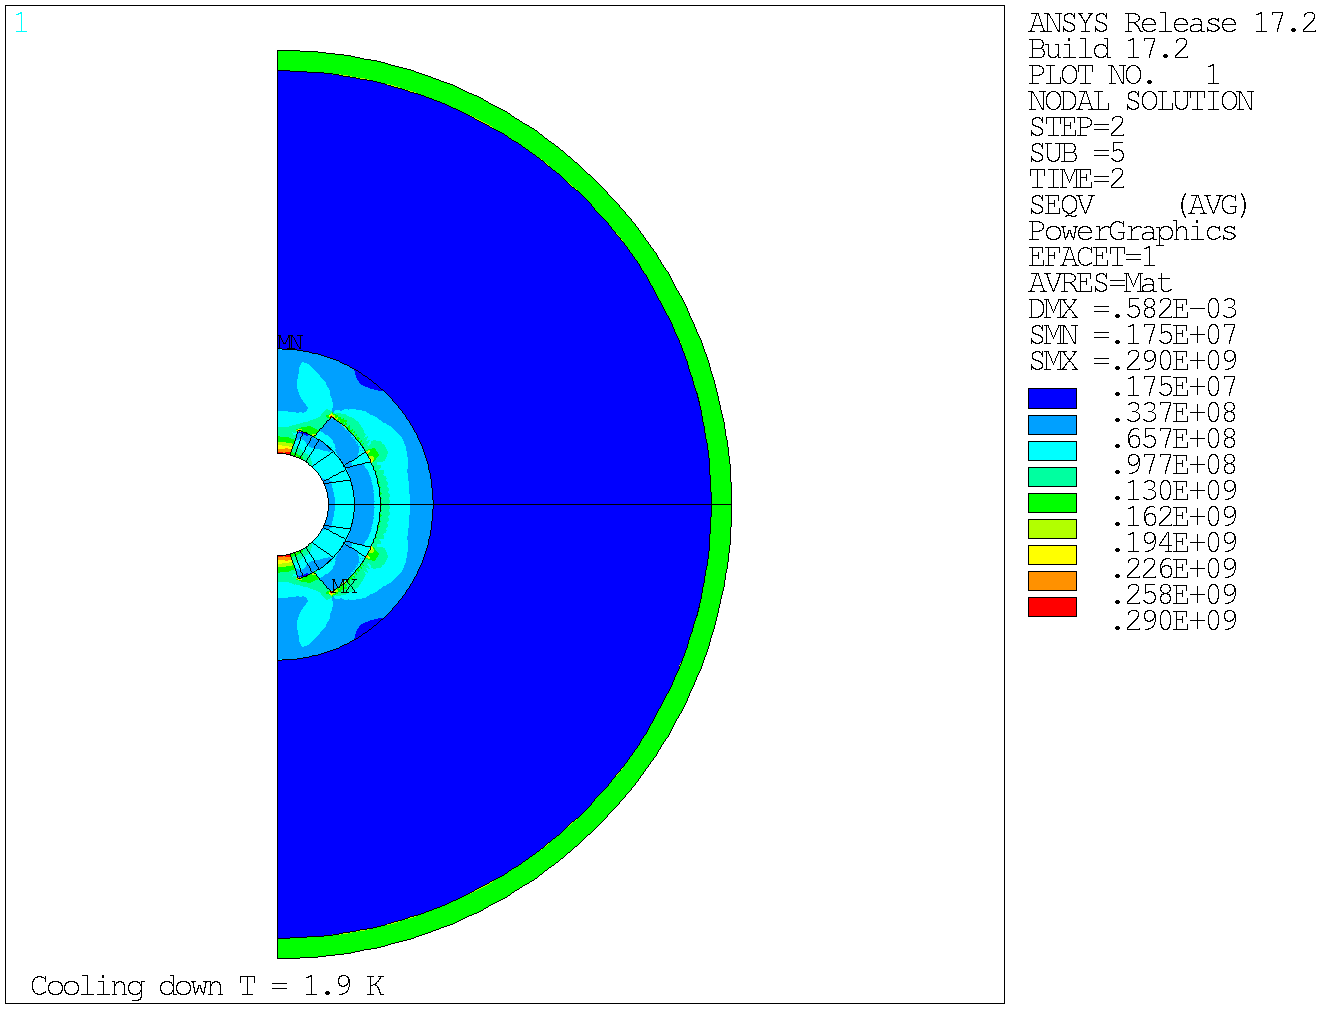 1
ANSYS Release 17.2
Build 17.2
PLOT NO.   1
NODAL SOLUTION
STEP=2
SUB =5
TIME=2
SEQV     (AVG)
PowerGraphics
EFACET=1
AVRES=Mat
DMX =.582E-03
SMN =.175E+07
SMX =.290E+09
.175E+07
.337E+08
.657E+08
.977E+08
.130E+09
.162E+09
.194E+09
.226E+09
.258E+09
.290E+09
MN
MX
Cooling down T = 1.9 K